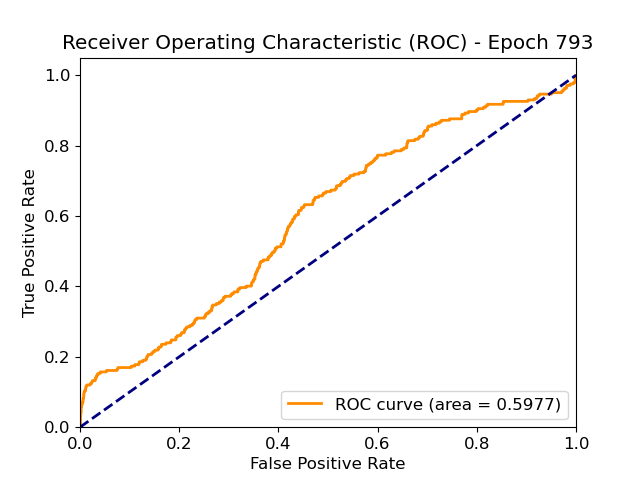 Receiver Operating Characteristic (ROC) - Epoch 793
True Positive Rate
1.0
0.8
0.6
0.4
0.2
0.0
ROC curve (area = 0.5977)
0.0 0.2 0.4 0.6 0.8 1.0
False Positive Rate